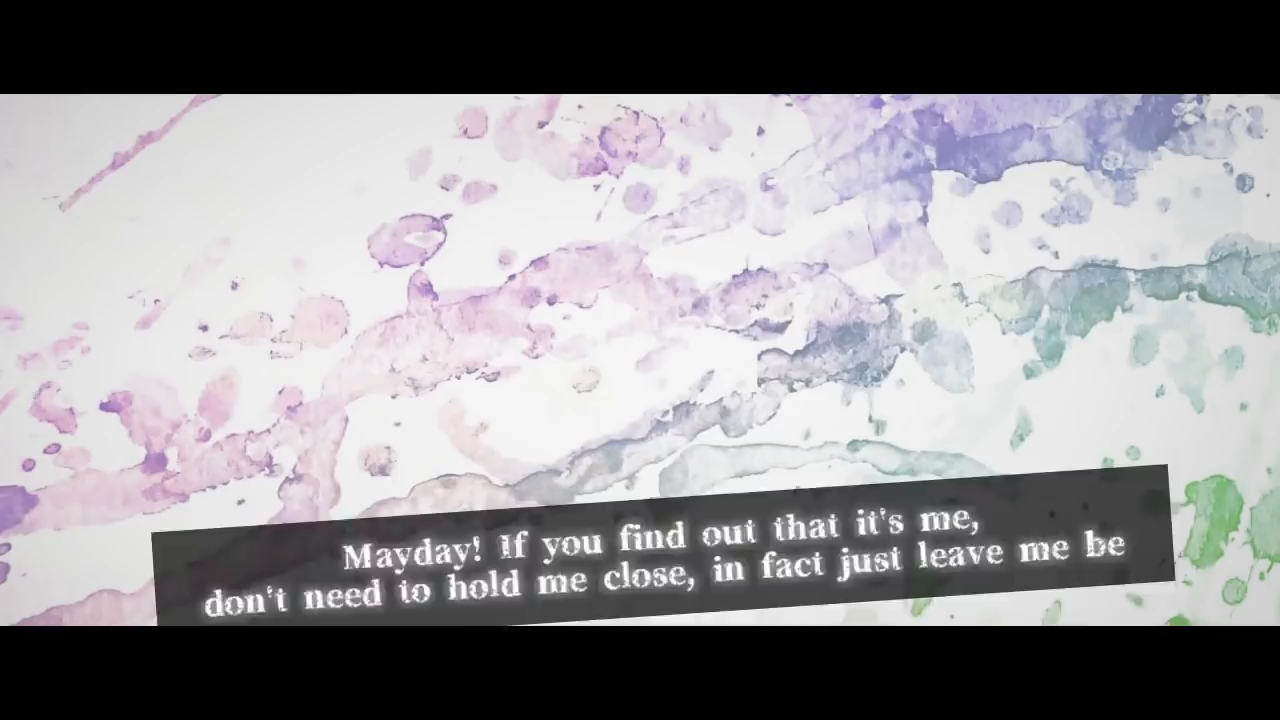 Mayday! If you find out that it's me,
don't need to hold me close, in fact just leave me be